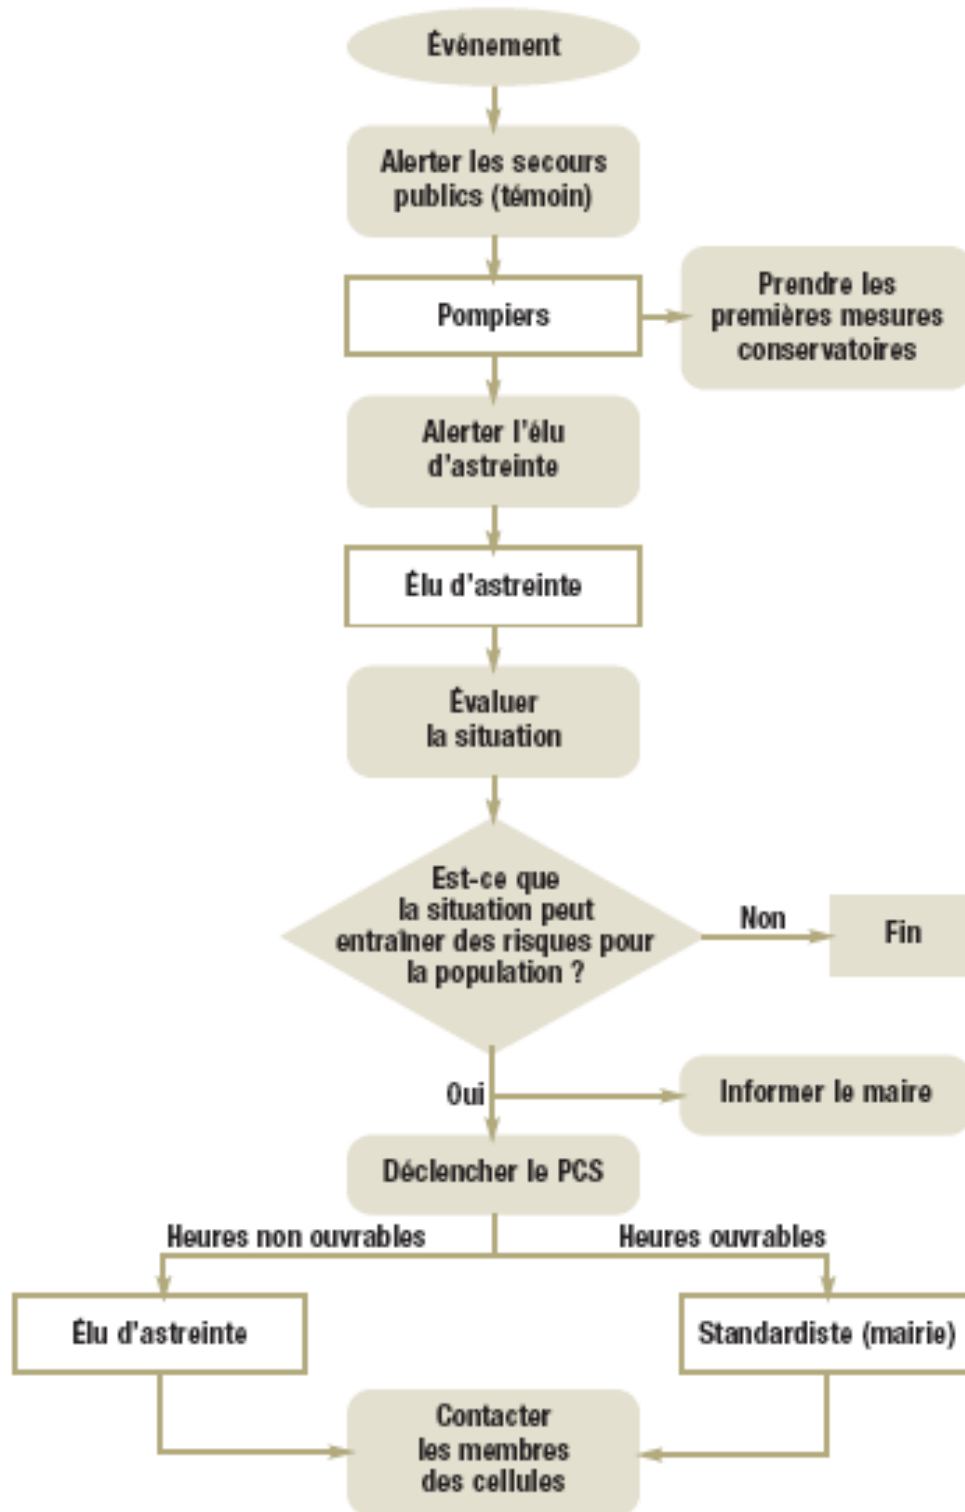 Événement
Alerter les secours
publics (témoin)
Pompiers
Prendre les
premières mesures
conservatoires
Alerter l'élu
d'astreinte
Élu d'astreinte
Évaluer
la situation
Est-ce que
la situation peut
entraîner des risques pour
la population ?
Non
Fin
Oui
Informer le maire
Déclencher le PCS
Heures non ouvrables
Heures ouvrables
Élu d'astreinte
Standardiste (mairie)
Contacter
les membres
des cellules